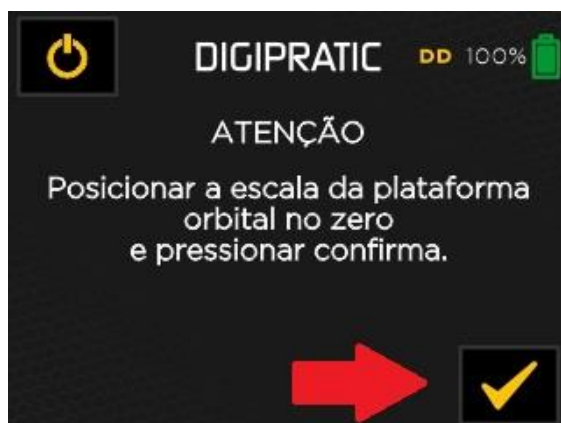 DIGIPRATIC DD 100%
ATENÇÃO
Posicionar a escala da plataforma
orbital no zero
e pressionar confirma.